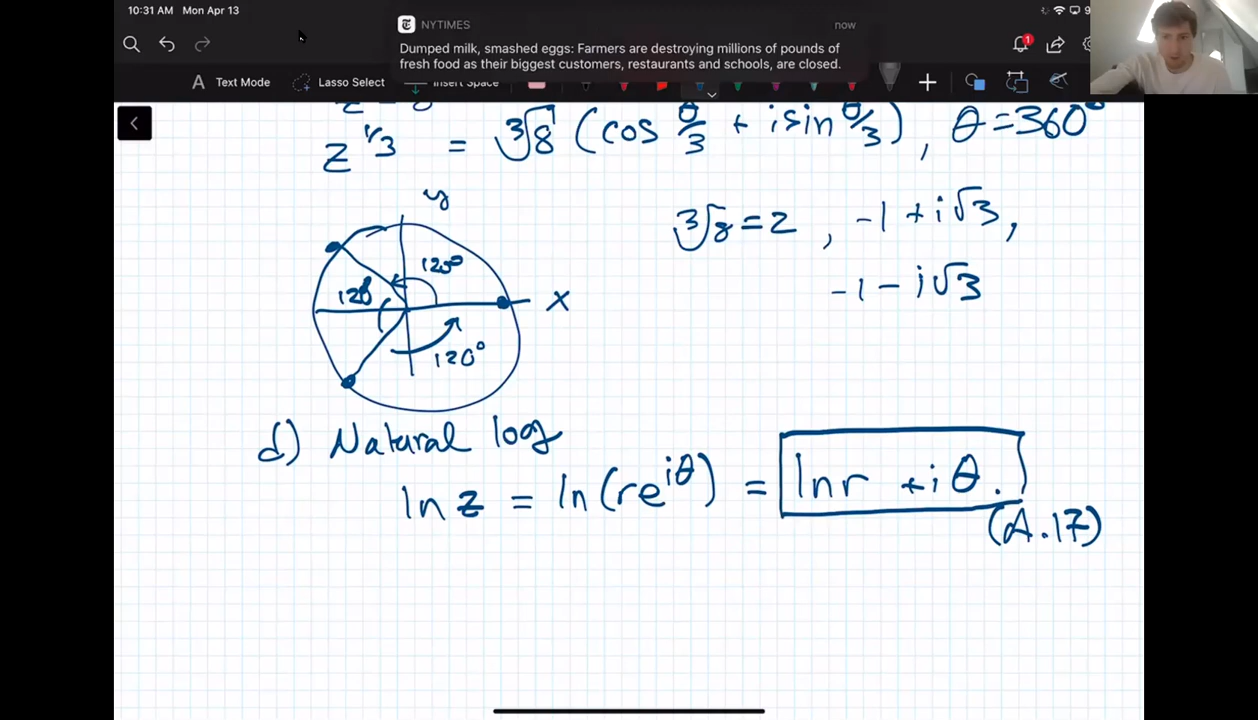 10:31 AM Mon Apr 13
NYTIMES
now
Dumped milk, smashed eggs: Farmers are destroying millions of pounds of
fresh food as their biggest customers, restaurants and schools, are closed.
1
9
Text Mode
Lasso Select
Insert Space
z^1/3 = ∛8 (cos θ/3 + i sin θ/3), θ = 360°
y
∛8 = 2, -1 + i√3,
-1 - i√3
120°
120°
x
120°
d) Natural log
ln z = ln(re^iθ) = ln r + iθ.
(A.17)